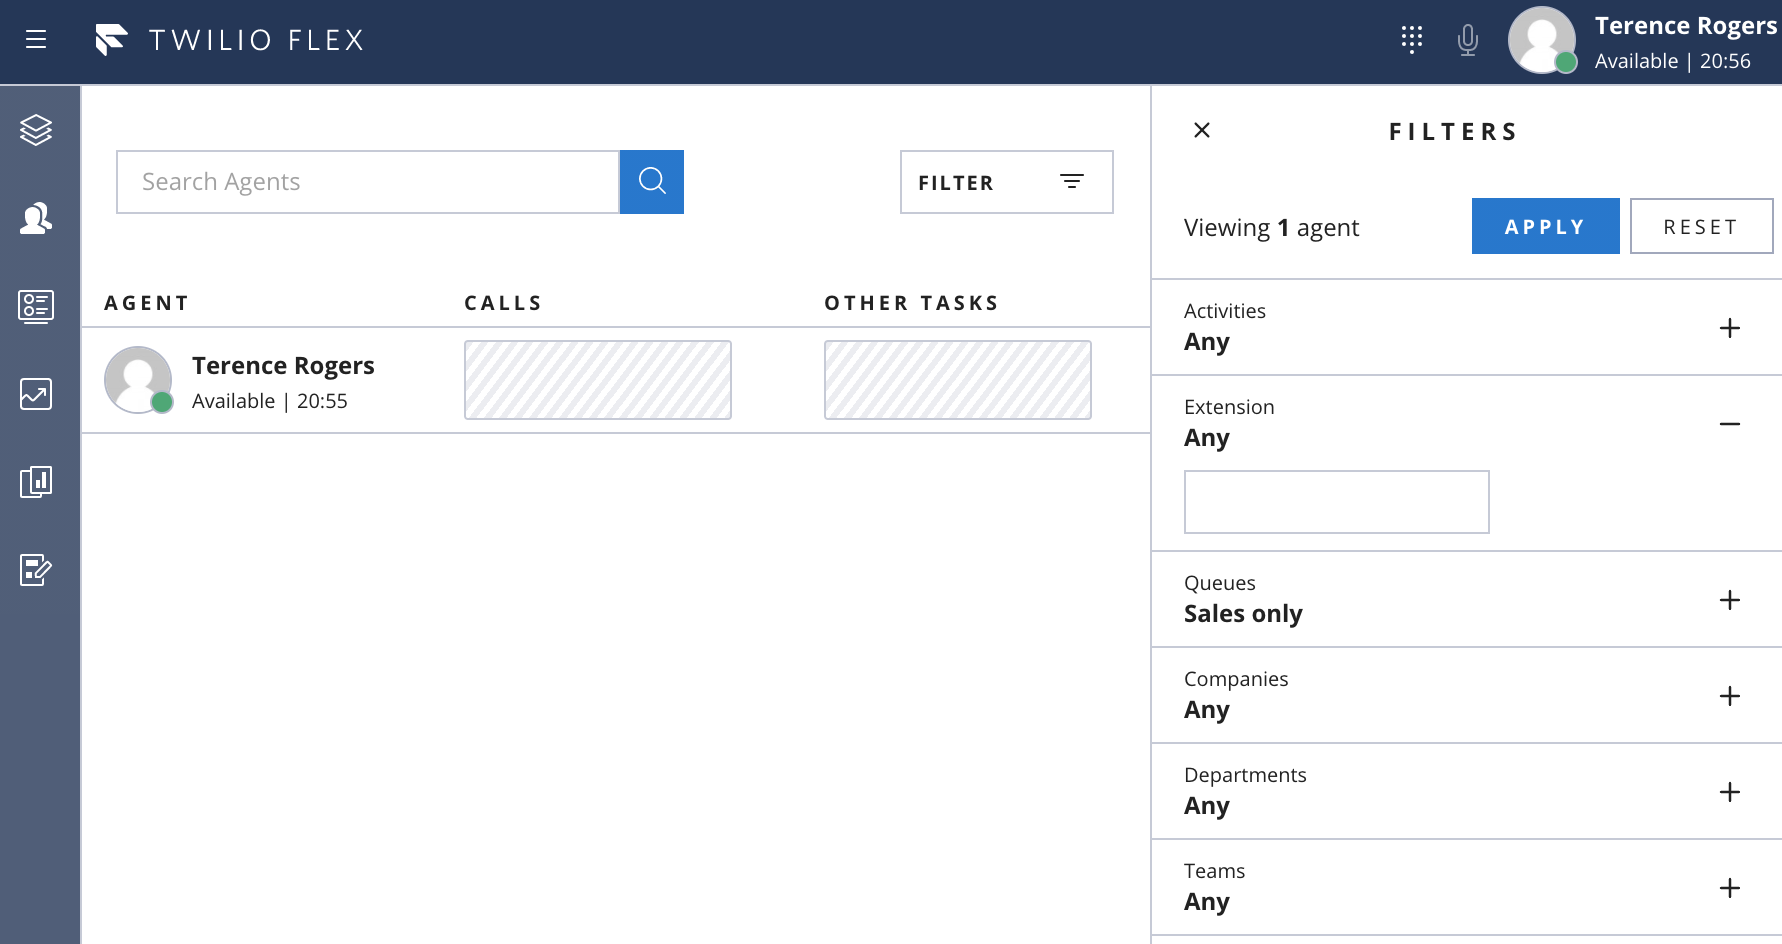 TWILIO FLEX
Terence Rogers
Available | 20:56
Search Agents
FILTER
AGENT
CALLS
OTHER TASKS
Terence Rogers
Available | 20:55
FILTERS
Viewing 1 agent
APPLY
RESET
Activities
Any
Extension
Any
Queues
Sales only
Companies
Any
Departments
Any
Teams
Any